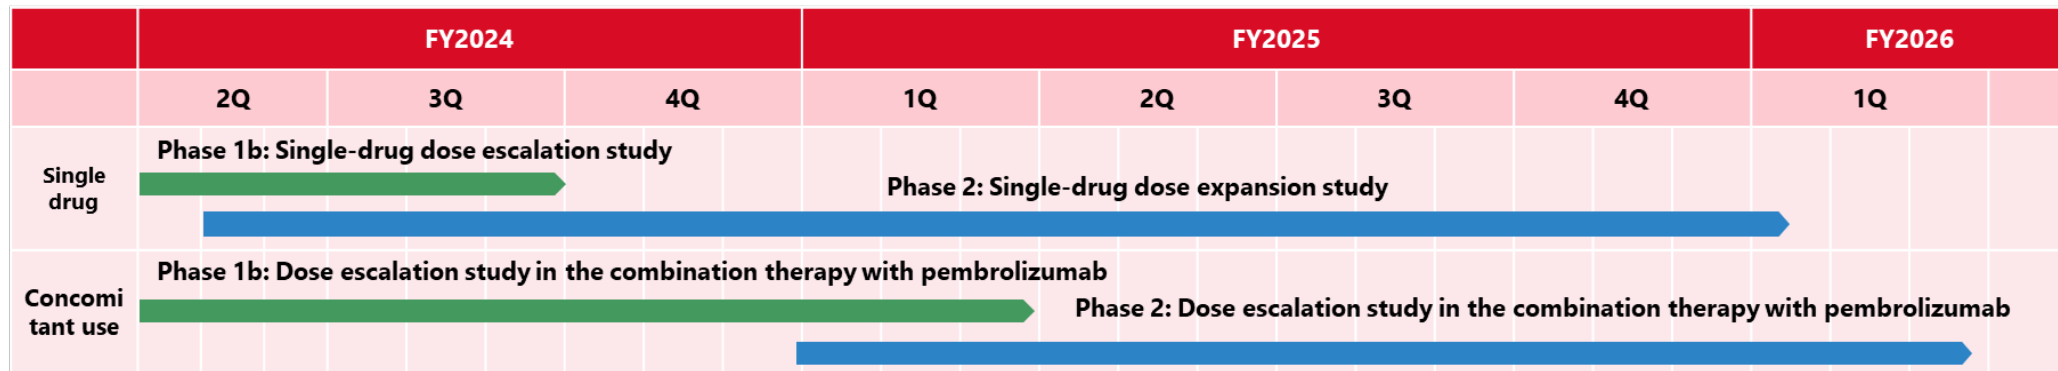 FY2024 FY2025 FY2026
2Q 3Q 4Q 1Q 2Q 3Q 4Q 1Q
Single
drug
Phase 1b: Single-drug dose escalation study
Phase 2: Single-drug dose expansion study
Concomi
tant use
Phase 1b: Dose escalation study in the combination therapy with pembrolizumab
Phase 2: Dose escalation study in the combination therapy with pembrolizumab